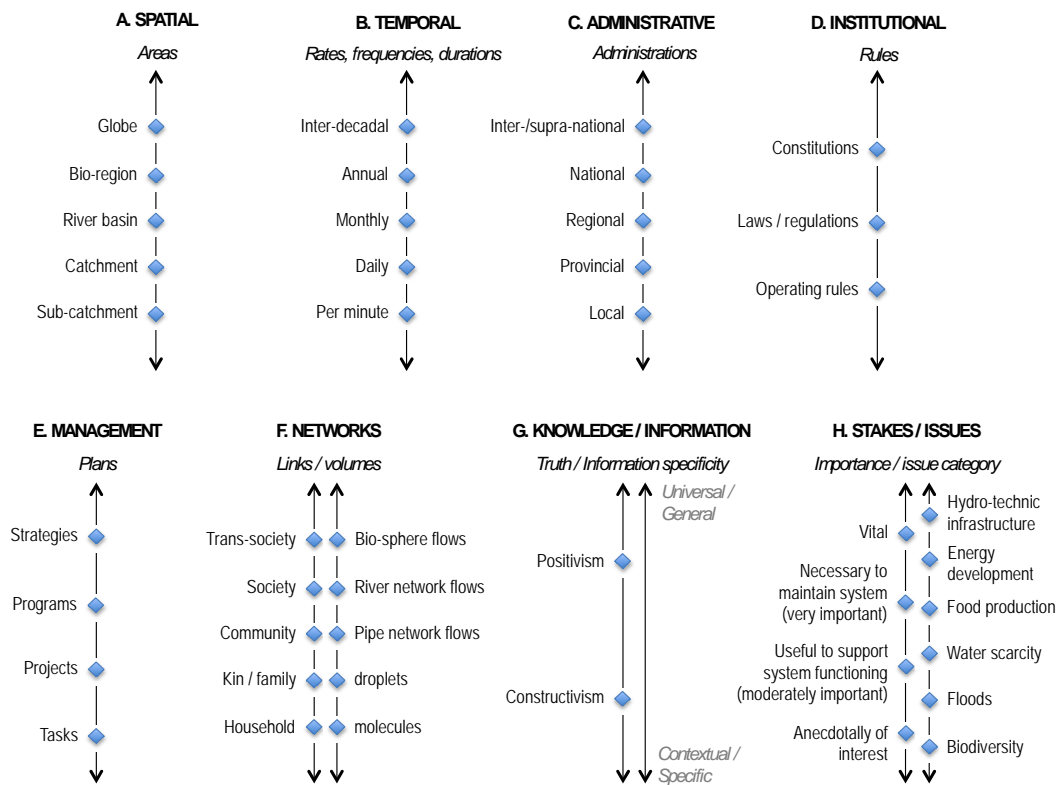 A. SPATIAL
Areas
Globe
Bio-region
River basin
Catchment
Sub-catchment
B. TEMPORAL
Rates, frequencies, durations
Inter-decadal
Annual
Monthly
Daily
Per minute
C. ADMINISTRATIVE
Administrations
Inter-/supra-national
National
Regional
Provincial
Local
D. INSTITUTIONAL
Rules
Constitutions
Laws / regulations
Operating rules
E. MANAGEMENT
Plans
Strategies
Programs
Projects
Tasks
F. NETWORKS
Links / volumes
Trans-society
Society
Community
Kin / family
Household
Bio-sphere flows
River network flows
Pipe network flows
droplets
molecules
G. KNOWLEDGE / INFORMATION
Truth / Information specificity
Universal /
General
Positivism
Constructivism
Contextual /
Specific
H. STAKES / ISSUES
Importance / issue category
Vital
Necessary to
maintain system
(very important)
Useful to support
system functioning
(moderately important)
Anecdotally of
interest
Hydro-technic
infrastructure
Energy
development
Food production
Water scarcity
Floods
Biodiversity